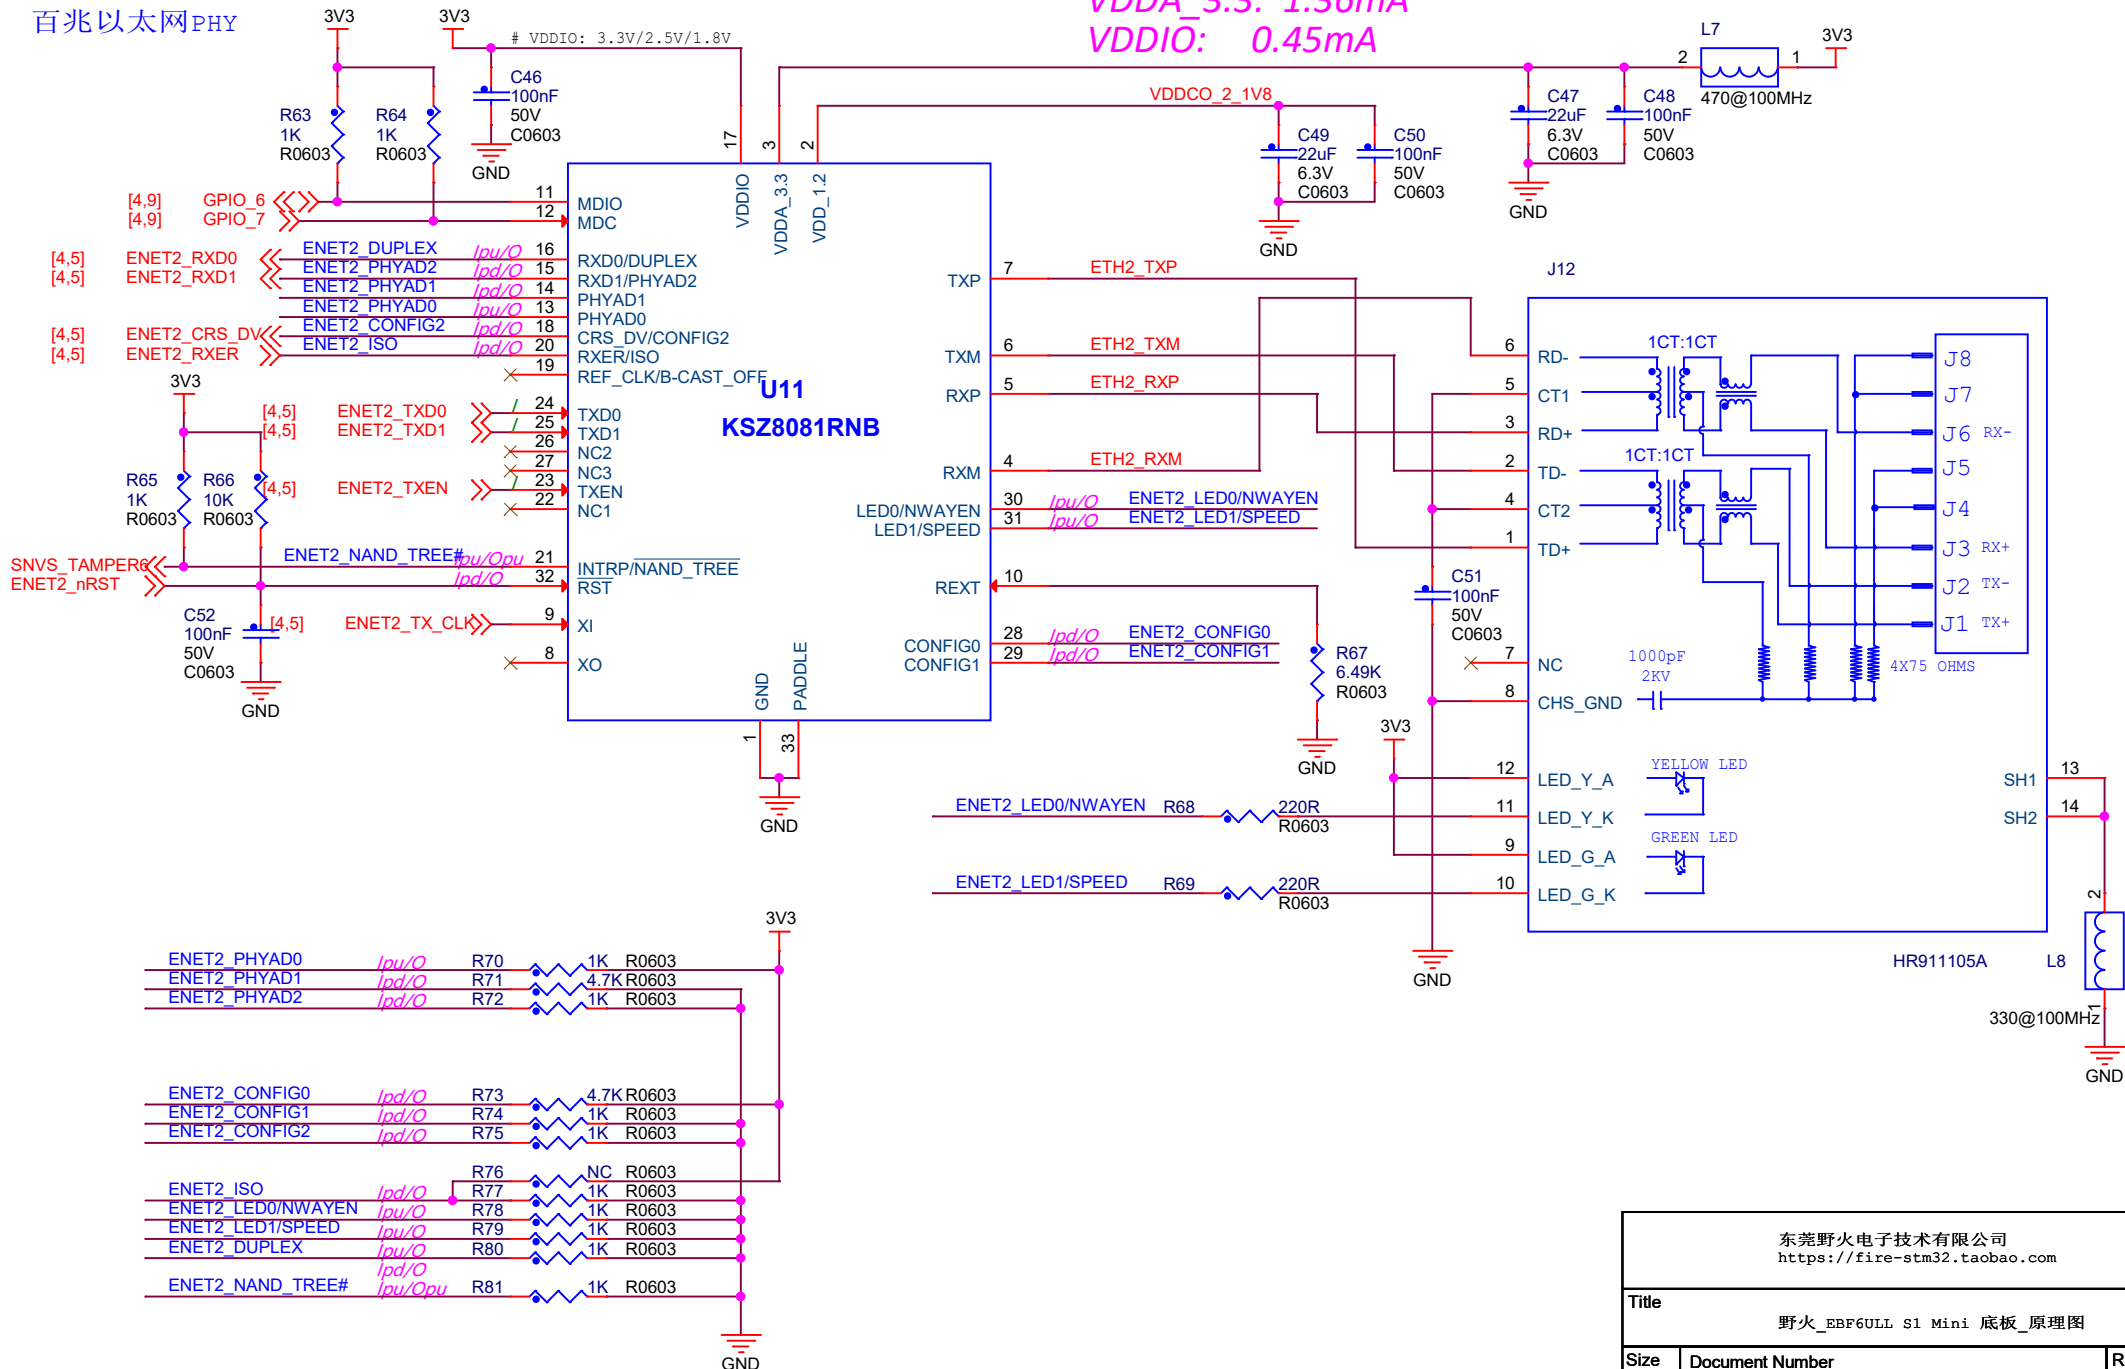 百兆以太网PHY
VDDA_3.3: 1.36mA
VDDIO: 0.45mA
3V3
3V3
# VDDIO: 3.3V/2.5V/1.8V
C46
100nF
50V
C0603
GND
R63
1K
R0603
R64
1K
R0603
VDDCO_2_1V8
C49
22uF
6.3V
C0603
C50
100nF
50V
C0603
GND
C47
22uF
6.3V
C0603
C48
100nF
50V
C0603
GND
L7
2
1
470@100MHz
3V3
[4,9] GPIO_6
[4,9] GPIO_7
[4,5] ENET2_RXD0
[4,5] ENET2_RXD1
[4,5] ENET2_CRS_DV
[4,5] ENET2_RXER
ENET2_DUPLEX Ipu/O 16
ENET2_PHYAD2 Ipd/O 15
ENET2_PHYAD1 Ipd/O 14
ENET2_PHYAD0 Ipu/O 13
ENET2_CONFIG2 Ipd/O 18
ENET2_ISO Ipd/O 20
11 MDIO
12 MDC
RXD0/DUPLEX
RXD1/PHYAD2
PHYAD1
PHYAD0
CRS_DV/CONFIG2
RXER/ISO
19 REF_CLK/B-CAST_OFF
17 VDDIO
3 VDDA_3.3
2 VDD_1.2
U11
KSZ8081RNB
3V3
[4,5] ENET2_TXD0 24 TXD0
[4,5] ENET2_TXD1 25 TXD1
26 NC2
27 NC3
[4,5] ENET2_TXEN 23 TXEN
22 NC1
R65
1K
R0603
R66
10K
R0603
SNVS_TAMPER6 ENET2_NAND_TREE# Ipu/Opu 21 INTRP/NAND_TREE
ENET2_nRST Ipd/O 32 RST
C52
100nF
50V
C0603
GND
[4,5] ENET2_TX_CLK 9 XI
8 XO
GND 1
PADDLE 33
GND
TXP 7 ETH2_TXP
TXM 6 ETH2_TXM
RXP 5 ETH2_RXP
RXM 4 ETH2_RXM
LED0/NWAYEN 30 Ipu/O ENET2_LED0/NWAYEN
LED1/SPEED 31 Ipu/O ENET2_LED1/SPEED
REXT 10
CONFIG0 28 Ipd/O ENET2_CONFIG0
CONFIG1 29 Ipd/O ENET2_CONFIG1
R67
6.49K
R0603
GND
C51
100nF
50V
C0603
GND
J12
6 RD-
5 CT1
3 RD+
2 TD-
4 CT2
1 TD+
7 NC
8 CHS_GND
12 LED_Y_A
11 LED_Y_K
9 LED_G_A
10 LED_G_K
1CT:1CT
1CT:1CT
J8
J7
J6 RX-
J5
J4
J3 RX+
J2 TX-
J1 TX+
4X75 OHMS
1000pF
2KV
YELLOW LED
GREEN LED
SH1 13
SH2 14
HR911105A
L8
2
1
330@100MHz
GND
3V3
ENET2_LED0/NWAYEN R68 220R
R0603
ENET2_LED1/SPEED R69 220R
R0603
3V3
ENET2_PHYAD0 Ipu/O R70 1K R0603
ENET2_PHYAD1 Ipd/O R71 4.7K R0603
ENET2_PHYAD2 Ipd/O R72 1K R0603
ENET2_CONFIG0 Ipd/O R73 4.7K R0603
ENET2_CONFIG1 Ipd/O R74 1K R0603
ENET2_CONFIG2 Ipd/O R75 1K R0603
R76 NC R0603
ENET2_ISO Ipd/O R77 1K R0603
ENET2_LED0/NWAYEN Ipu/O R78 1K R0603
ENET2_LED1/SPEED Ipu/O R79 1K R0603
ENET2_DUPLEX Ipu/O R80 1K R0603
Ipd/O
ENET2_NAND_TREE# Ipu/Opu R81 1K R0603
GND
东莞野火电子技术有限公司
https://fire-stm32.taobao.com
Title
野火_EBF6ULL S1 Mini 底板_原理图
Size Document Number R